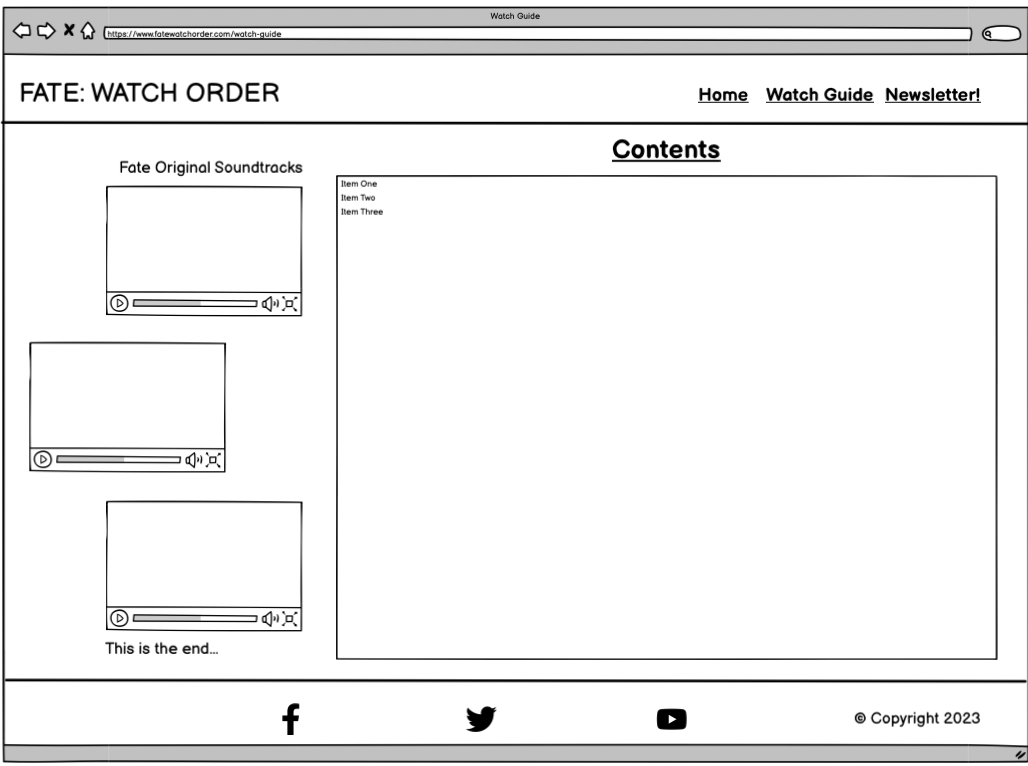 Watch Guide
https://www.fatewatchorder.com/watch-guide
FATE: WATCH ORDER
Home Watch Guide Newsletter!
Contents
Fate Original Soundtracks
Item One
Item Two
Item Three
This is the end...
© Copyright 2023